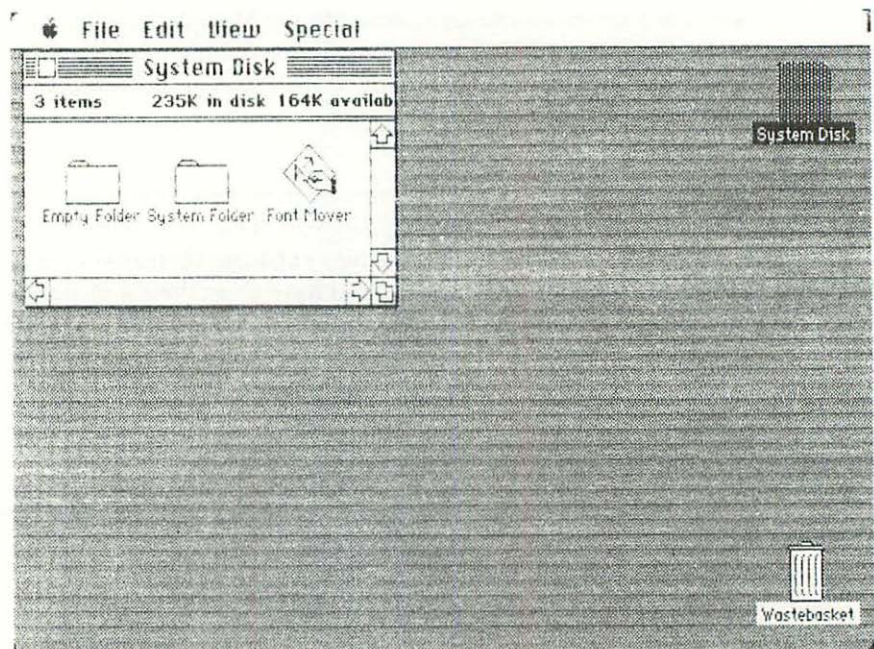 File Edit View Special
System Disk
3 items 235K in disk 164K availab
Empty Folder System Folder Font Mover
System Disk
Wastebasket